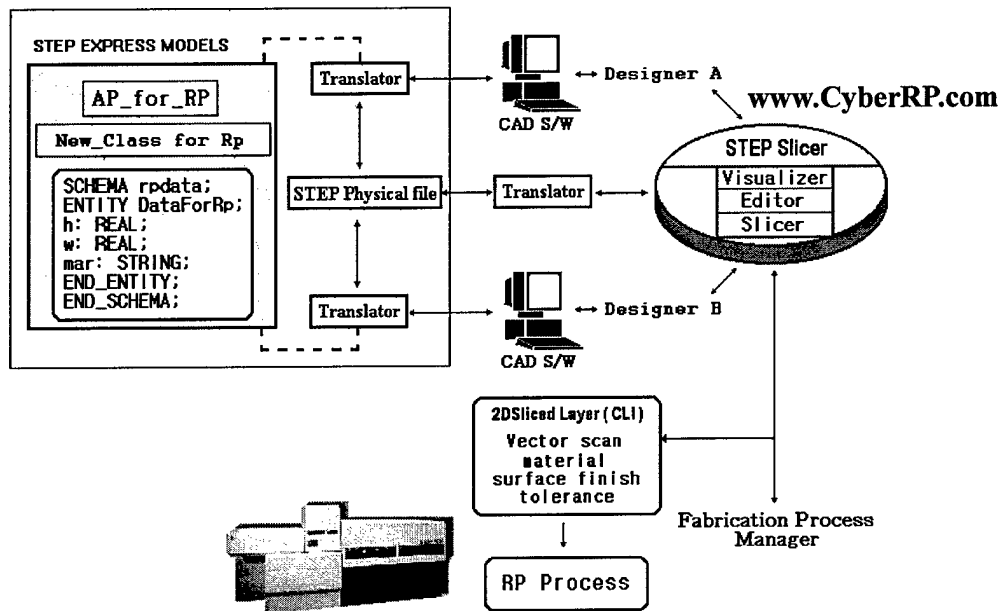 STEP EXPRESS MODELS
AP_for_RP
New_Class for Rp
SCHEMA rpdata;
ENTITY DataForRp;
h: REAL;
w: REAL;
mar: STRING;
END_ENTITY;
END_SCHEMA;
Translator
STEP Physical file
Translator
Translator
CAD S/W
Designer A
CAD S/W
Designer B
www.CyberRP.com
STEP Slicer
Visualizer
Editor
Slicer
2DSliced Layer (CLI)
Vector scan
material
surface finish
tolerance
RP Process
Fabrication Process
Manager